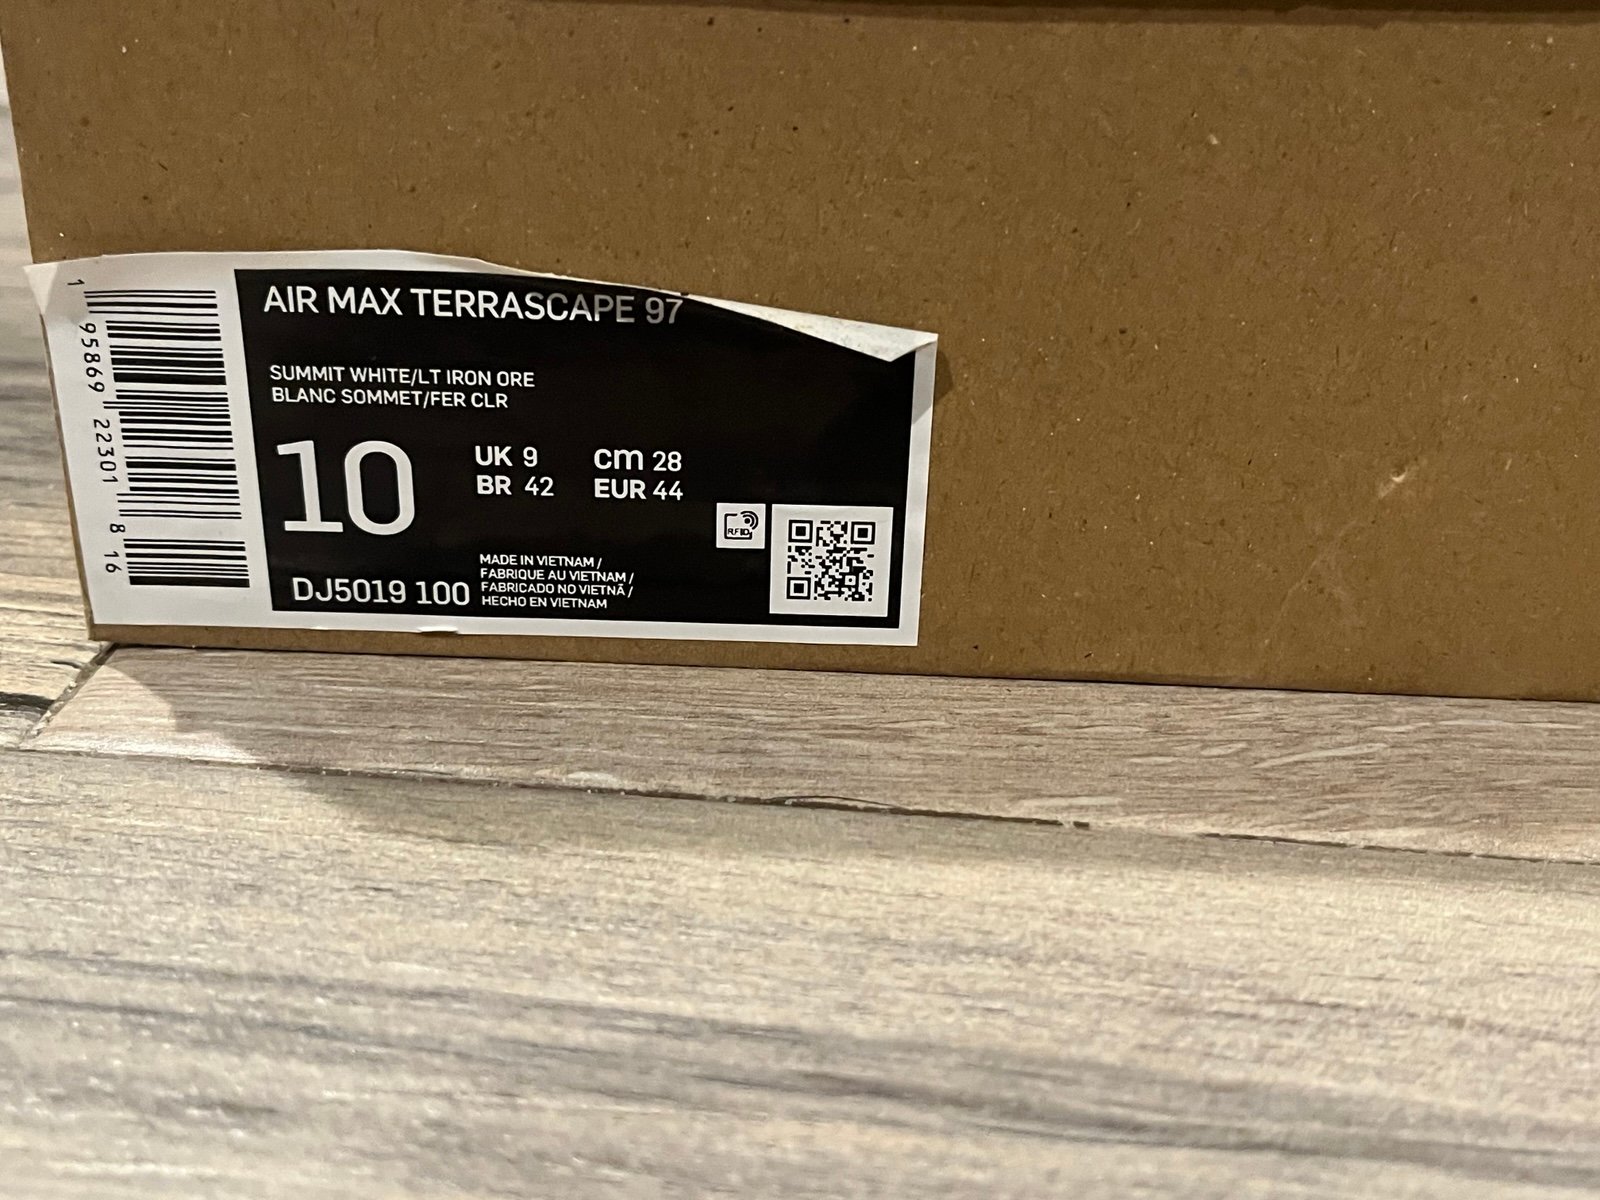 1 95869 22301 8 16
AIR MAX TERRASCAPE 97
SUMMIT WHITE/LT IRON ORE
BLANC SOMMET/FER CLR
10
UK 9 cm 28
BR 42 EUR 44
RFID
DJ5019 100
MADE IN VIETNAM /
FABRIQUE AU VIETNAM /
FABRICADO NO VIETNÃ /
HECHO EN VIETNAM